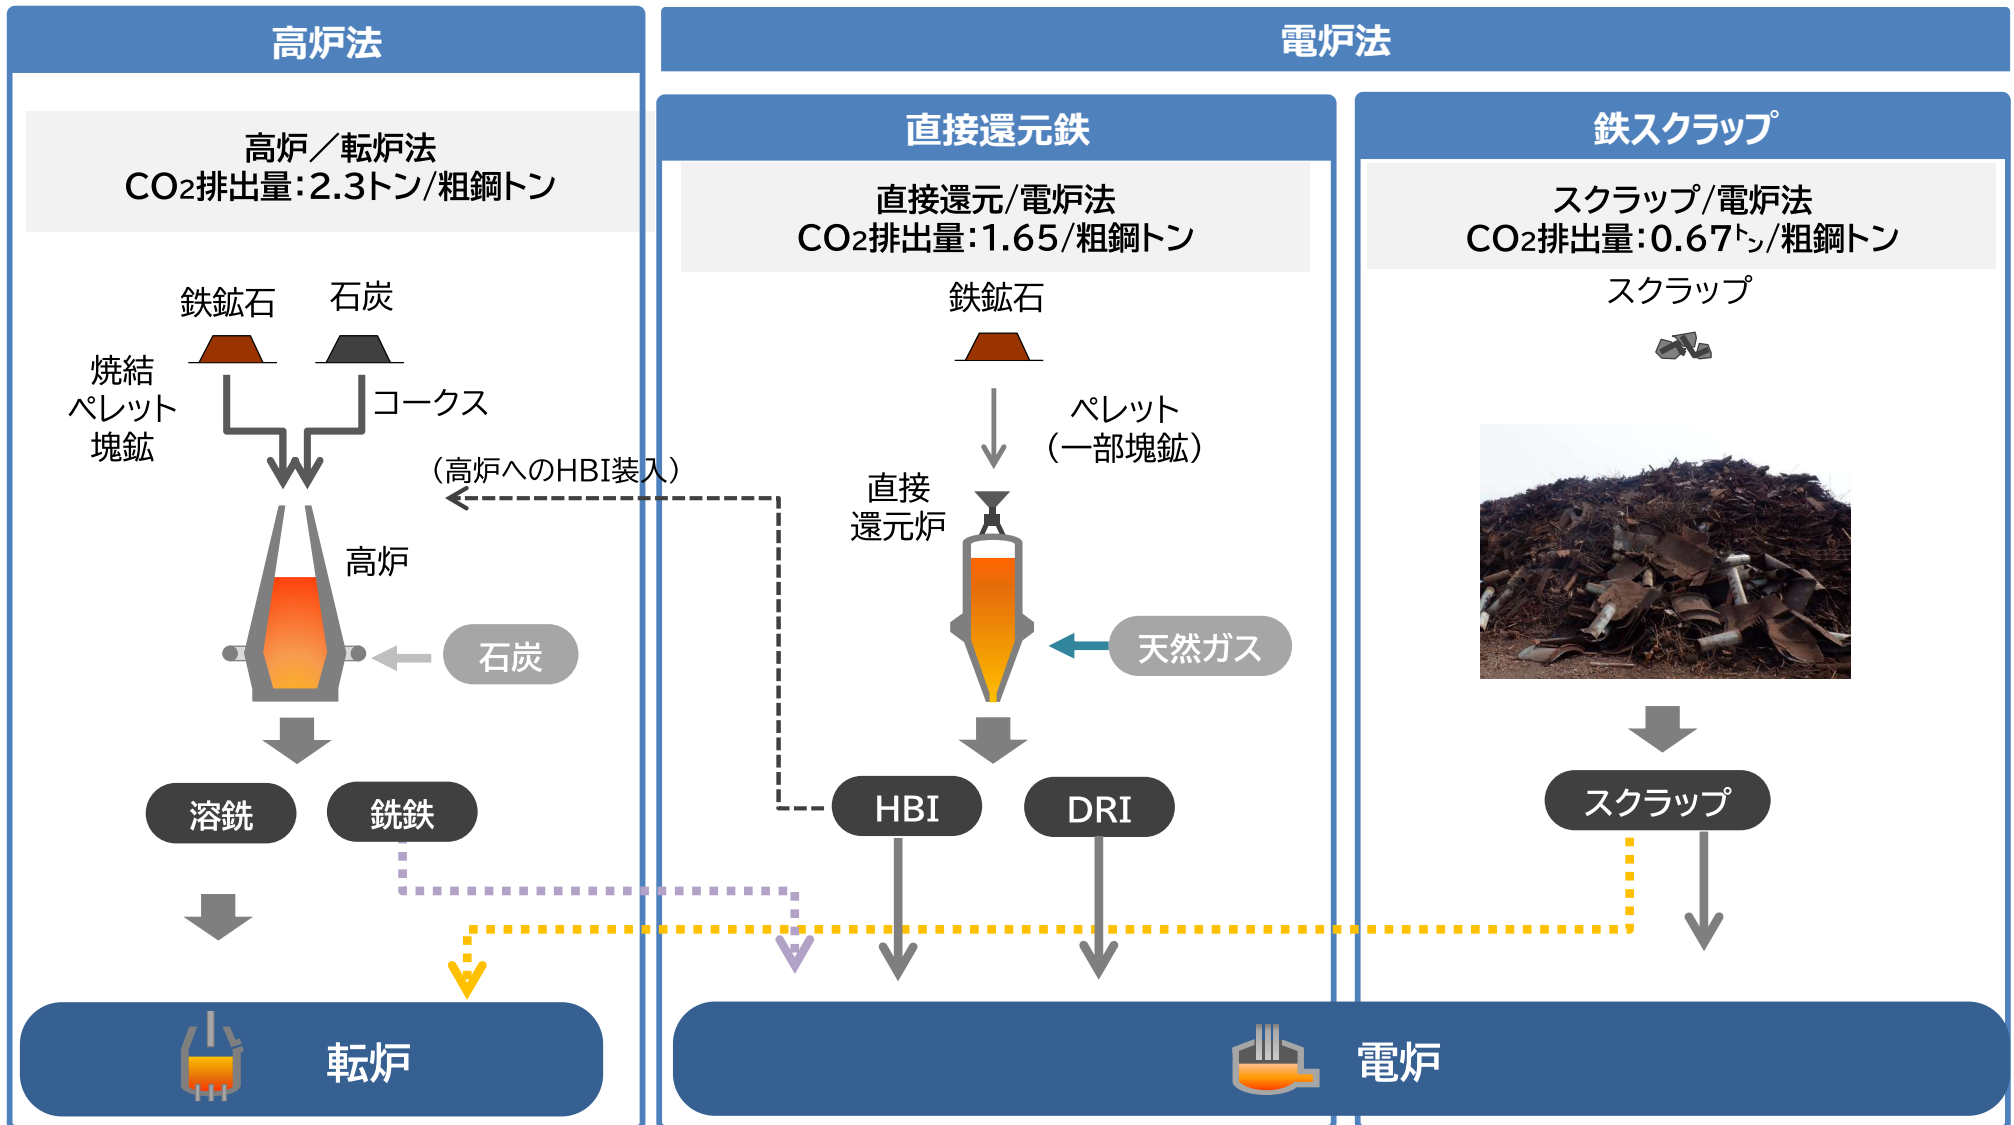 高炉法
高炉／転炉法
CO2排出量：2.3トン/粗鋼トン
鉄鉱石
石炭
焼結
ペレット
塊鉱
コークス
（高炉へのHBI装入）
高炉
石炭
溶銑
銑鉄
転炉
電炉法
直接還元鉄
直接還元/電炉法
CO2排出量：1.65/粗鋼トン
鉄鉱石
ペレット
（一部塊鉱）
直接
還元炉
天然ガス
HBI
DRI
鉄スクラップ
スクラップ/電炉法
CO2排出量：0.67㌧/粗鋼トン
スクラップ
スクラップ
電炉